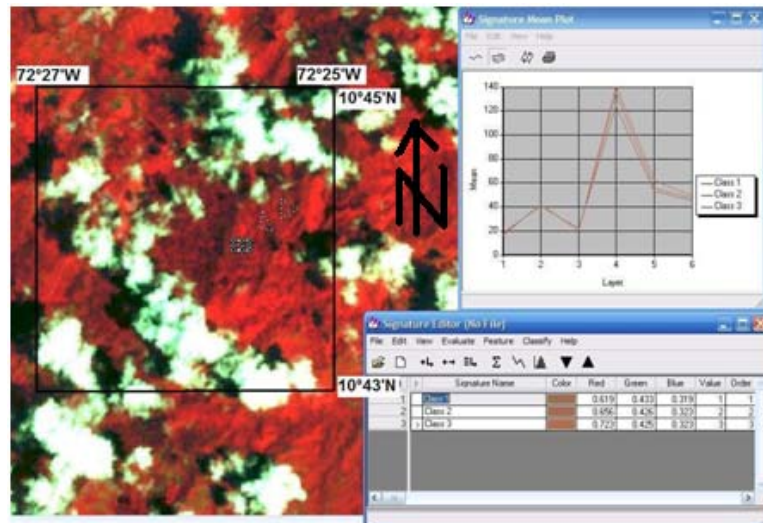 72°27'W
72°25'W
10°45'N
N
10°43'N
Signature Mean Plot
File Edit View Help
140
120
100
80
60
40
20
0
Mean
1 2 3 4 5 6
Layer
Class 1
Class 2
Class 3
Signature Editor (No File)
File Edit View Evaluate Feature Classify Help
Signature Name Color Red Green Blue Value Order
1 Class 1 0.619 0.433 0.319 1 1
2 Class 2 0.656 0.426 0.323 2 2
3 > Class 3 0.723 0.425 0.323 3 3